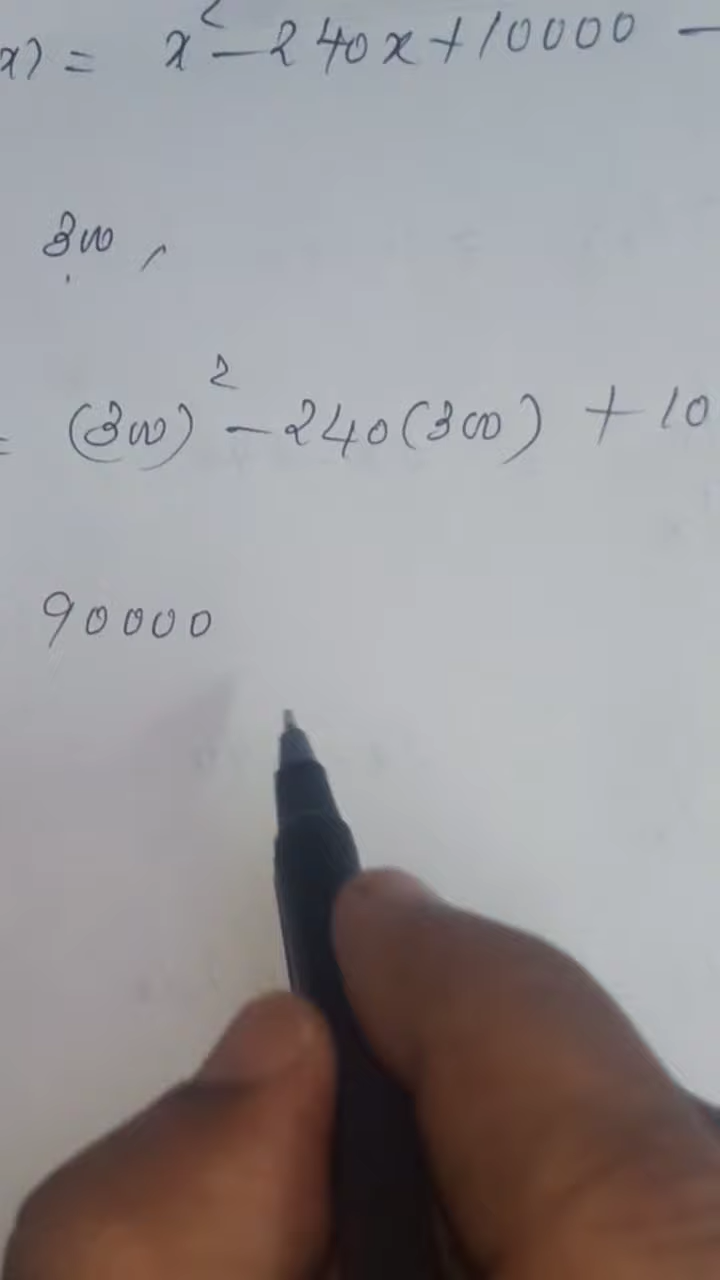 x) = x² - 240x + 10000 -
300,
= (300)² - 240(300) + 10
90000